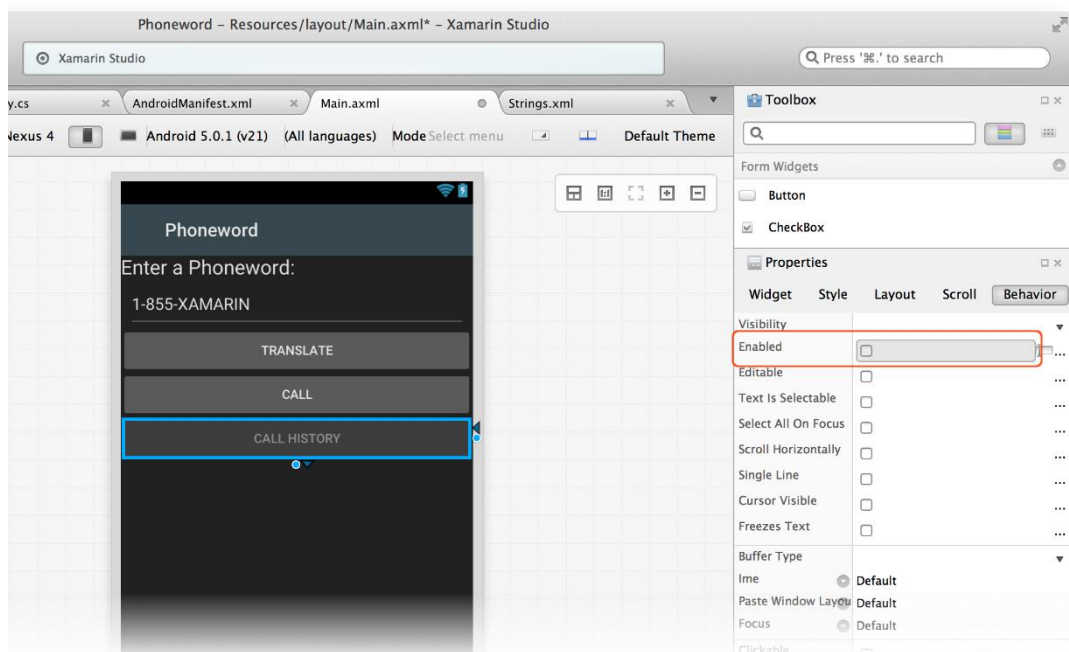 Phoneword – Resources/layout/Main.axml* – Xamarin Studio
Xamarin Studio
Press '⌘.' to search
y.cs
AndroidManifest.xml
Main.axml
Strings.xml
Nexus 4
Android 5.0.1 (v21)
(All languages)
Mode Select menu
Default Theme
Phoneword
Enter a Phoneword:
1-855-XAMARIN
TRANSLATE
CALL
CALL HISTORY
Toolbox
Form Widgets
Button
CheckBox
Properties
Widget Style Layout Scroll Behavior
Visibility
Enabled ...
Editable ...
Text Is Selectable ...
Select All On Focus ...
Scroll Horizontally ...
Single Line ...
Cursor Visible ...
Freezes Text ...
Buffer Type
Ime Default
Paste Window Layou Default
Focus Default
Clickable